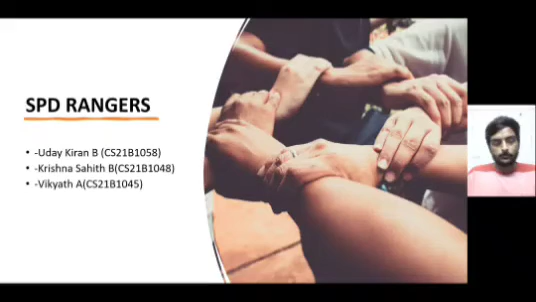 SPD RANGERS
• -Uday Kiran B (CS21B1058)
• -Krishna Sahith B(CS21B1048)
• -Vikyath A(CS21B1045)